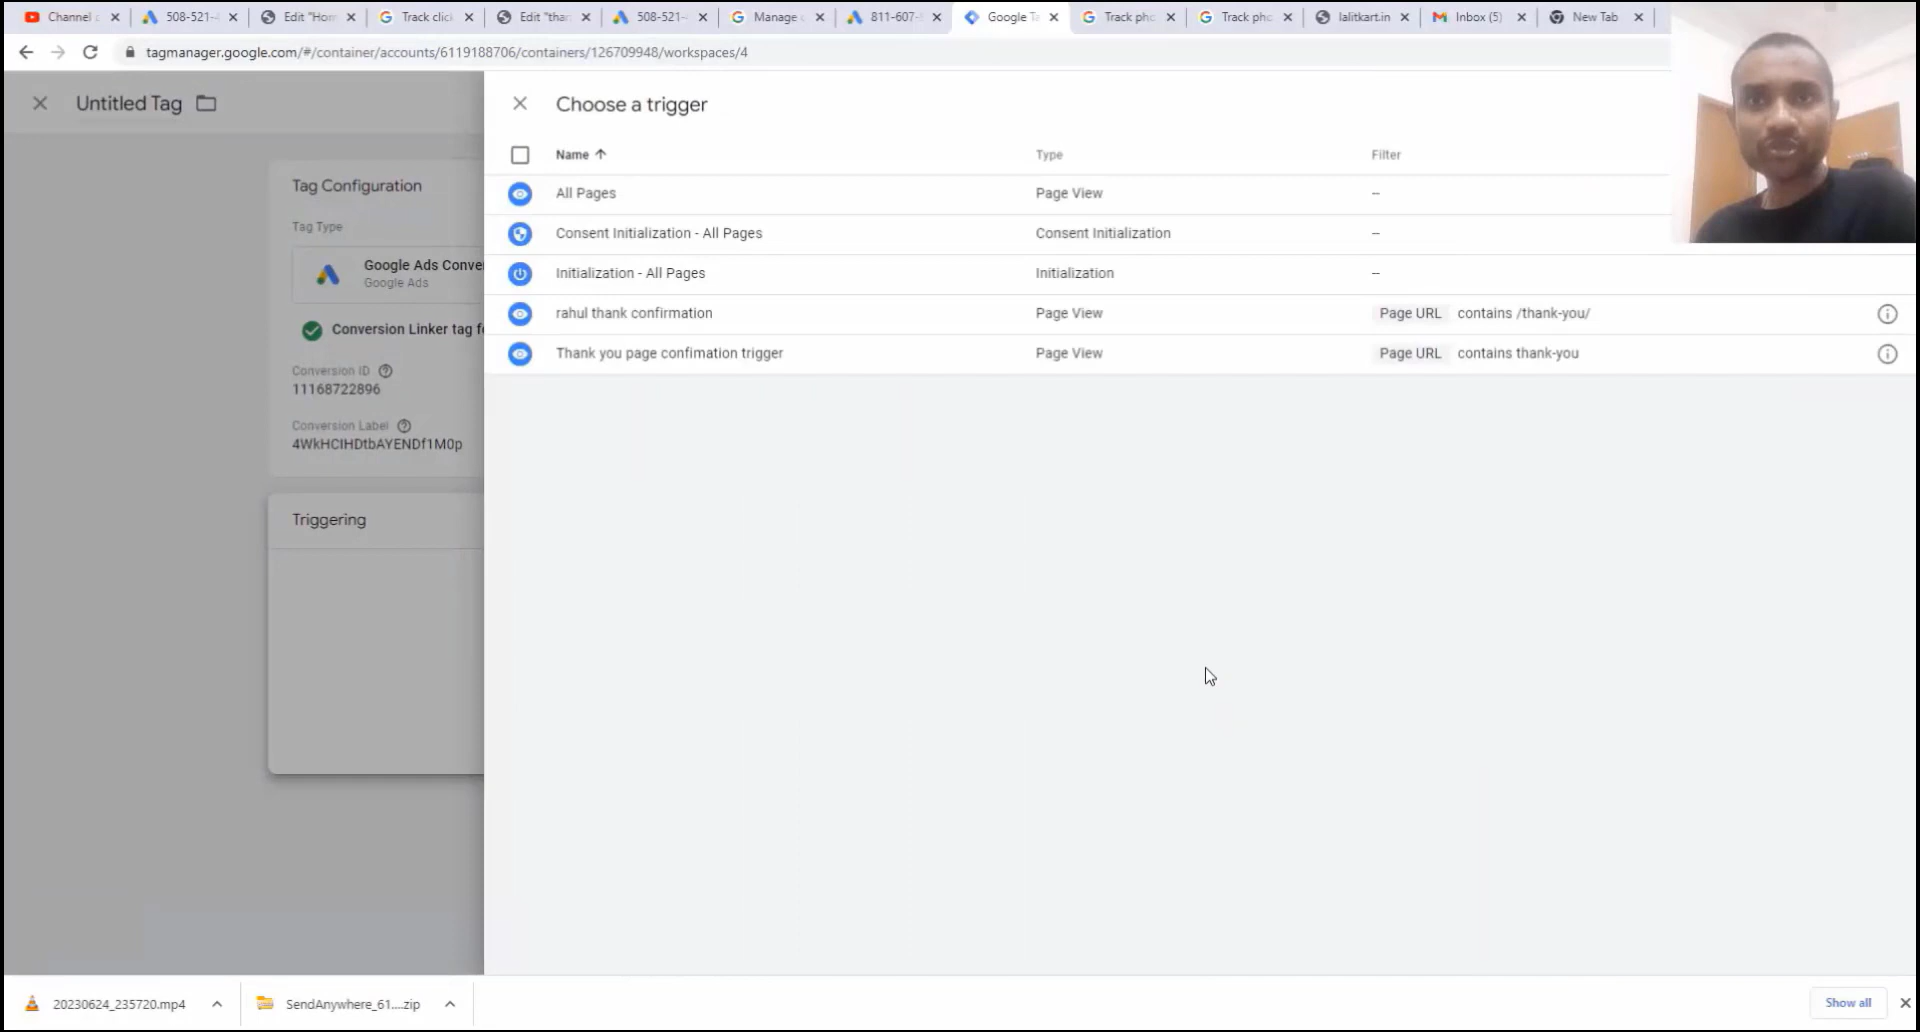 Channel
508-521-
Edit "Hom
Track click
Edit "than
508-521-
Manage
811-607-
Google Ta
Track pho
Track pho
lalitkart.in
Inbox (5)
New Tab
tagmanager.google.com/#/container/accounts/6119188706/containers/126709948/workspaces/4
Untitled Tag
Choose a trigger
Name
Type
Filter
Tag Configuration
All Pages
Page View
--
Tag Type
Consent Initialization - All Pages
Consent Initialization
--
Google Ads Conve
Google Ads
Initialization - All Pages
Initialization
--
rahul thank confirmation
Page View
Page URL contains /thank-you/
Conversion Linker tag f
Thank you page confimation trigger
Page View
Page URL contains thank-you
Conversion ID
11168722896
Conversion Label
4WkHCIHDtbAYENDf1M0p
Triggering
20230624_235720.mp4
SendAnywhere_61....zip
Show all